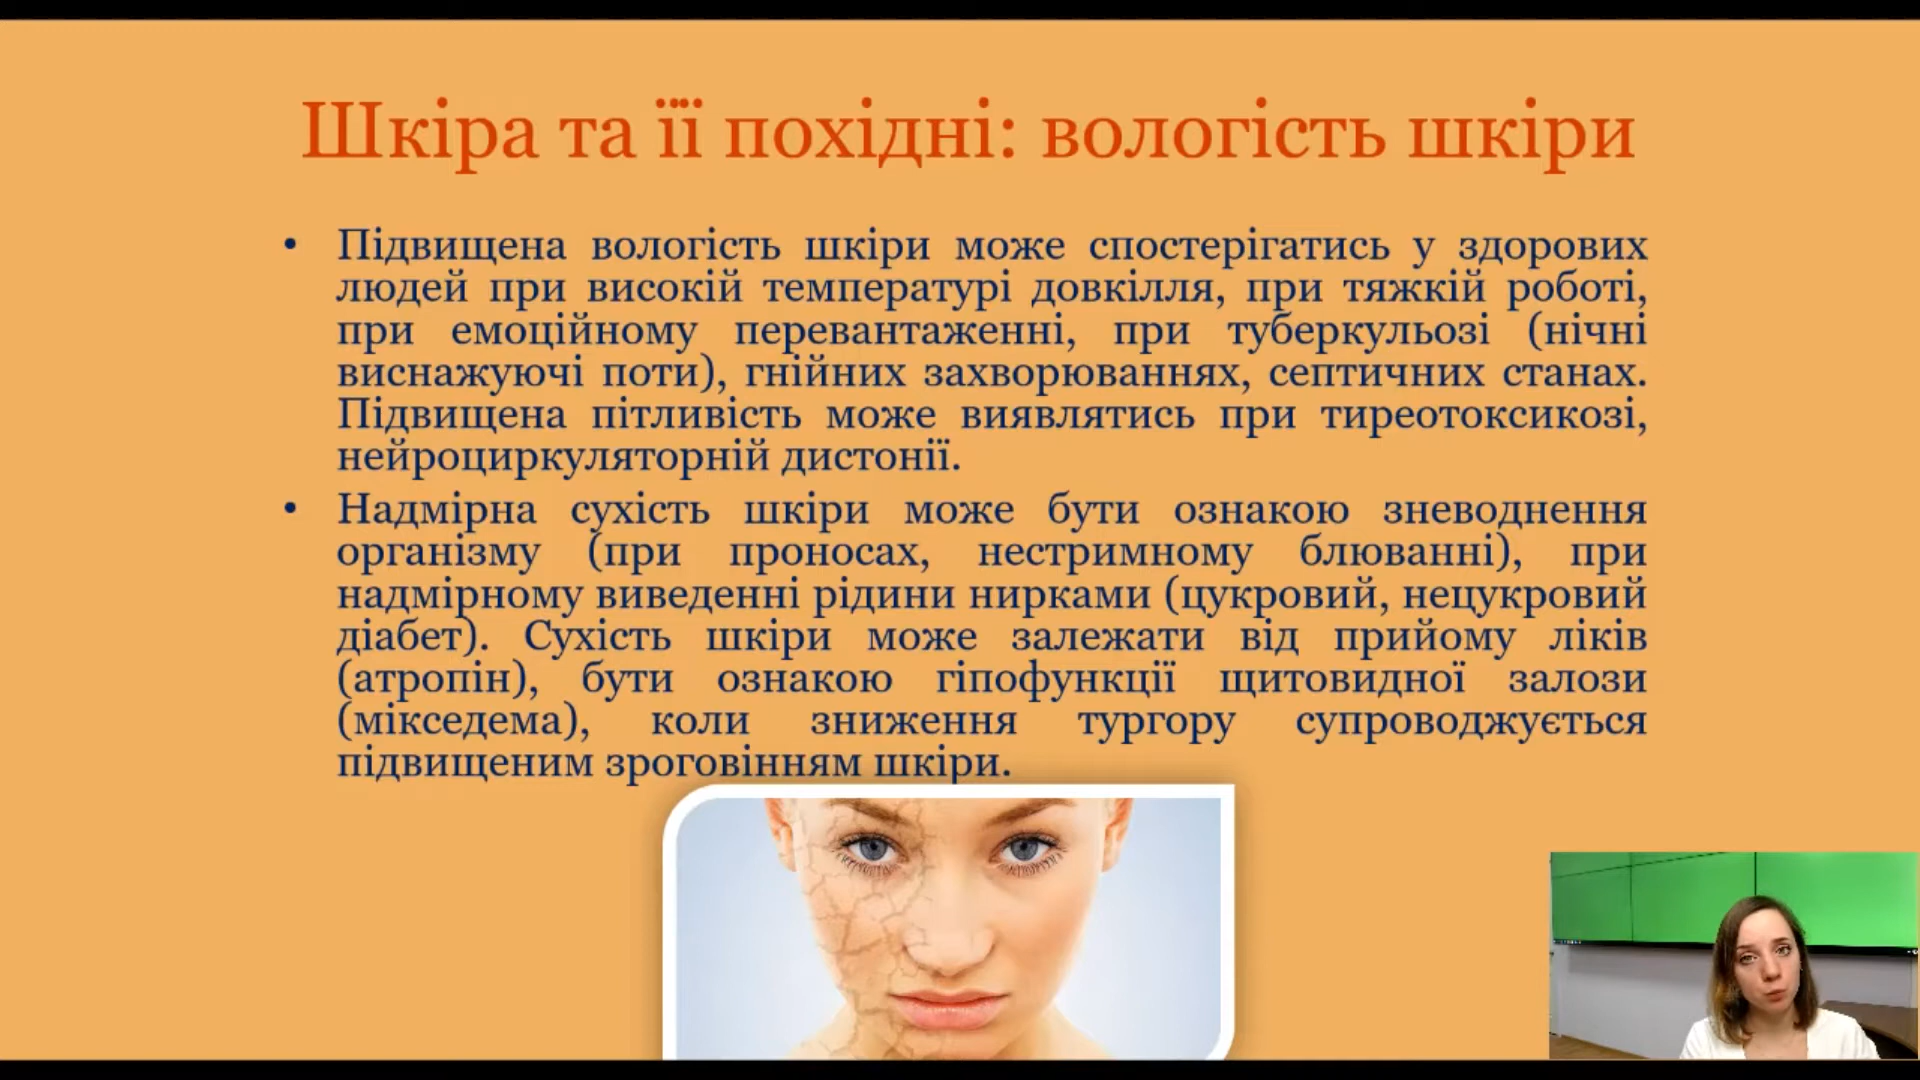 Шкіра та її похідні: вологість шкіри
• Підвищена вологість шкіри може спостерігатись у здорових
людей при високій температурі довкілля, при тяжкій роботі,
при емоційному перевантаженні, при туберкульозі (нічні
виснажуючі поти), гнійних захворюваннях, септичних станах.
Підвищена пітливість може виявлятись при тиреотоксикозі,
нейроциркуляторній дистонії.
• Надмірна сухість шкіри може бути ознакою зневоднення
організму (при проносах, нестримному блюванні), при
надмірному виведенні рідини нирками (цукровий, нецукровий
діабет). Сухість шкіри може залежати від прийому ліків
(атропін), бути ознакою гіпофункції щитовидної залози
(мікседема), коли зниження тургору супроводжується
підвищеним зроговінням шкіри.